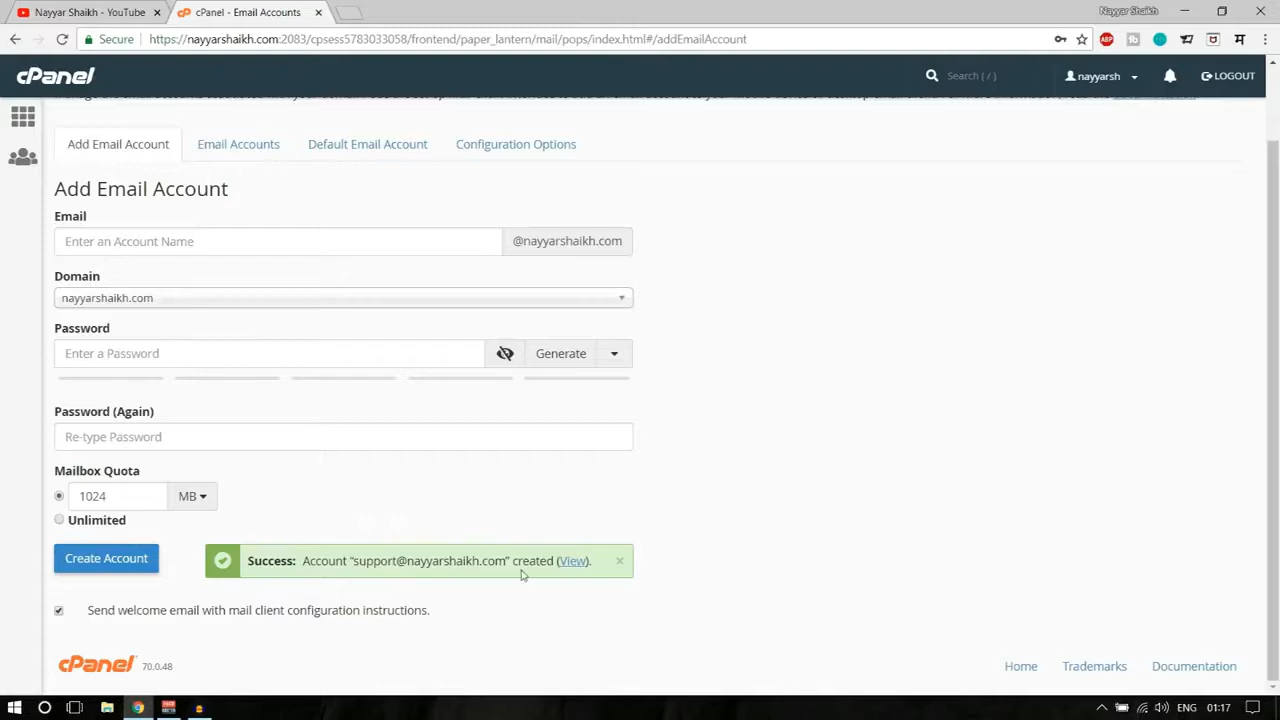 Nayyar Shaikh - YouTube
cPanel - Email Accounts
Nayyar Shaikh
Secure
https://nayyarshaikh.com:2083/cpsess5783033058/frontend/paper_lantern/mail/pops/index.html#/addEmailAccount
ABP
cPanel
Search ( / )
nayyarsh
LOGOUT
Add Email Account
Email Accounts
Default Email Account
Configuration Options
Add Email Account
Email
Enter an Account Name
@nayyarshaikh.com
Domain
nayyarshaikh.com
Password
Enter a Password
Generate
Password (Again)
Re-type Password
Mailbox Quota
1024
MB
Unlimited
Create Account
Success: Account “support@nayyarshaikh.com” created (View).
Send welcome email with mail client configuration instructions.
cPanel 70.0.48
Home
Trademarks
Documentation
ENG
01:17